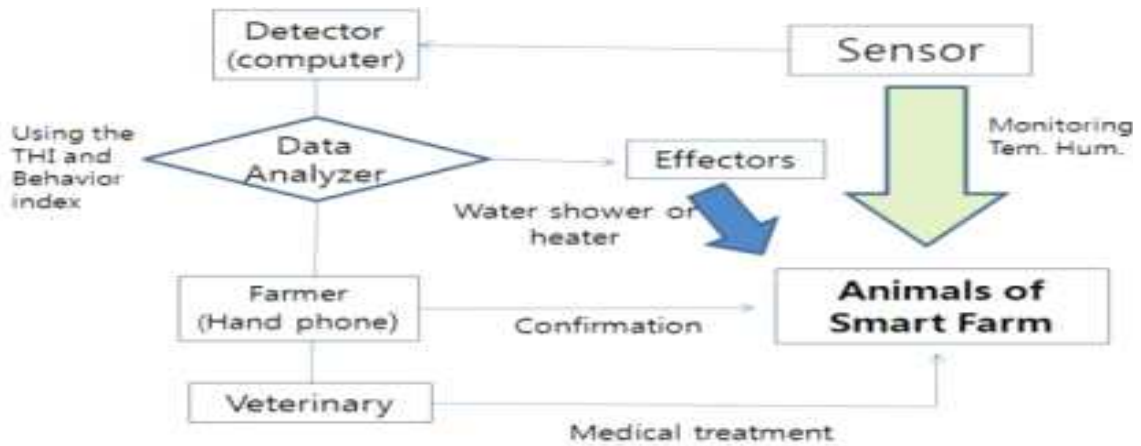 Detector
(computer)
Sensor
Using the
THI and
Behavior
index
Data
Analyzer
Effectors
Monitoring
Tem. Hum.
Water shower or
heater
Farmer
(Hand phone)
Confirmation
Animals of
Smart Farm
Veterinary
Medical treatment